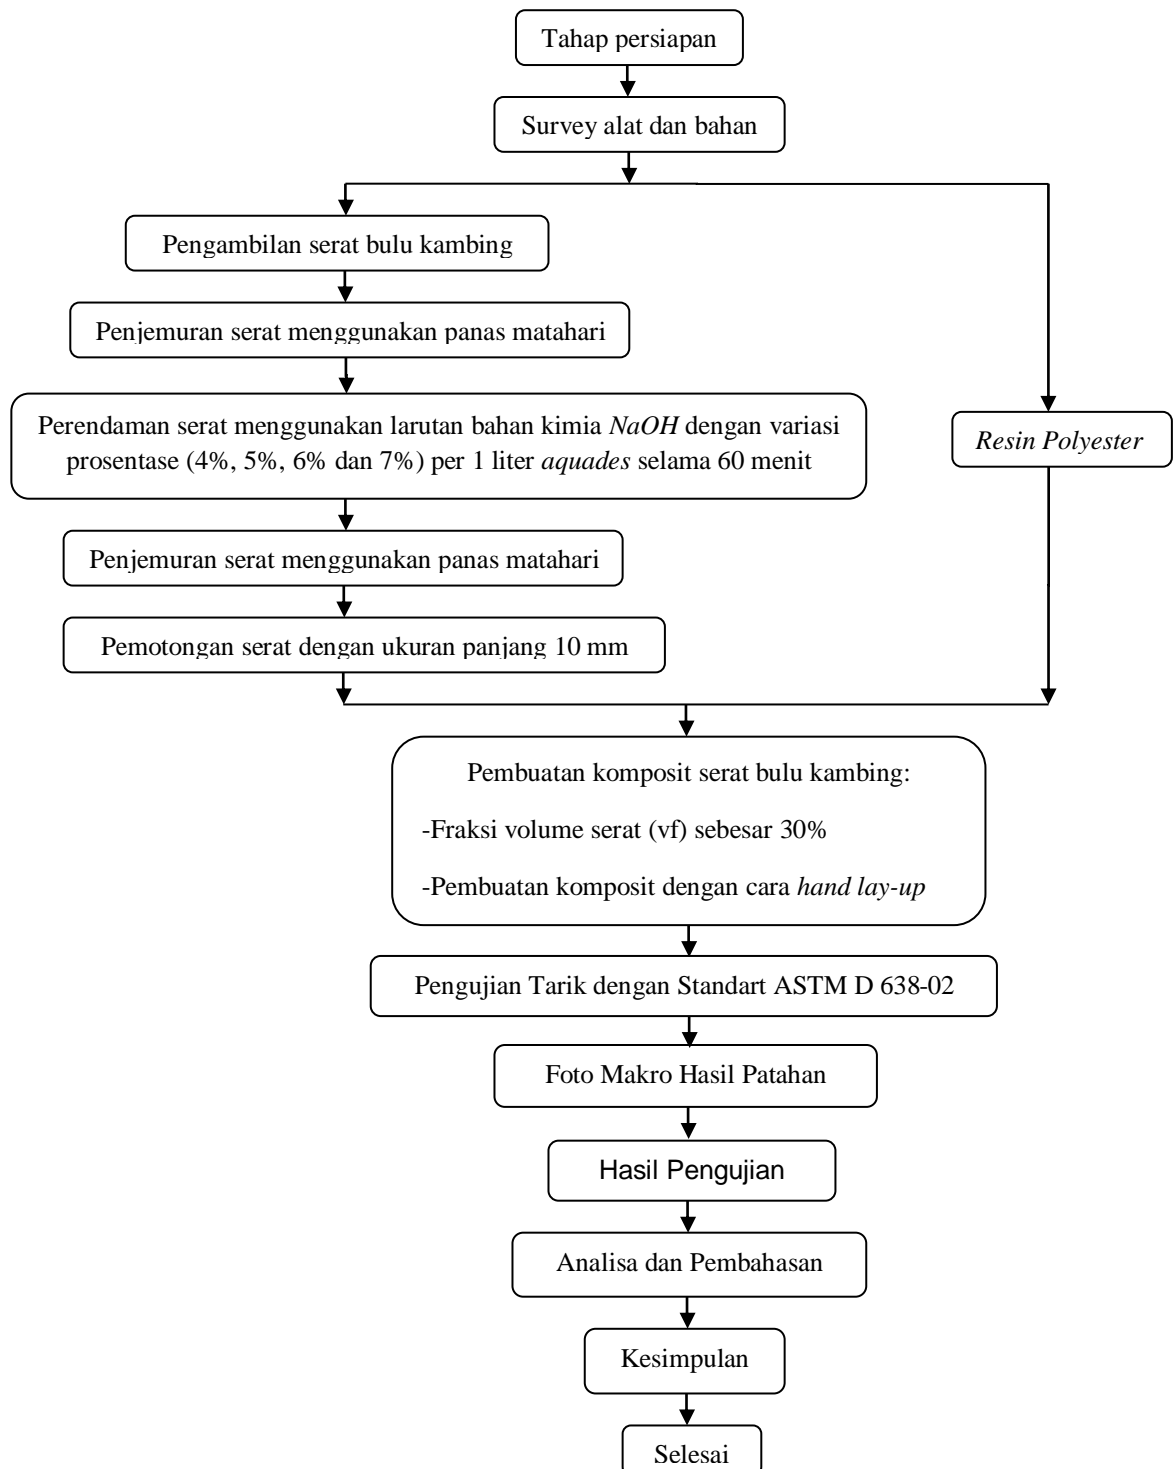 Tahap persiapan
Survey alat dan bahan
Pengambilan serat bulu kambing
Penjemuran serat menggunakan panas matahari
Perendaman serat menggunakan larutan bahan kimia NaOH dengan variasi
prosentase (4%, 5%, 6% dan 7%) per 1 liter aquades selama 60 menit
Resin Polyester
Penjemuran serat menggunakan panas matahari
Pemotongan serat dengan ukuran panjang 10 mm
Pembuatan komposit serat bulu kambing:
-Fraksi volume serat (vf) sebesar 30%
-Pembuatan komposit dengan cara hand lay-up
Pengujian Tarik dengan Standart ASTM D 638-02
Foto Makro Hasil Patahan
Hasil Pengujian
Analisa dan Pembahasan
Kesimpulan
Selesai